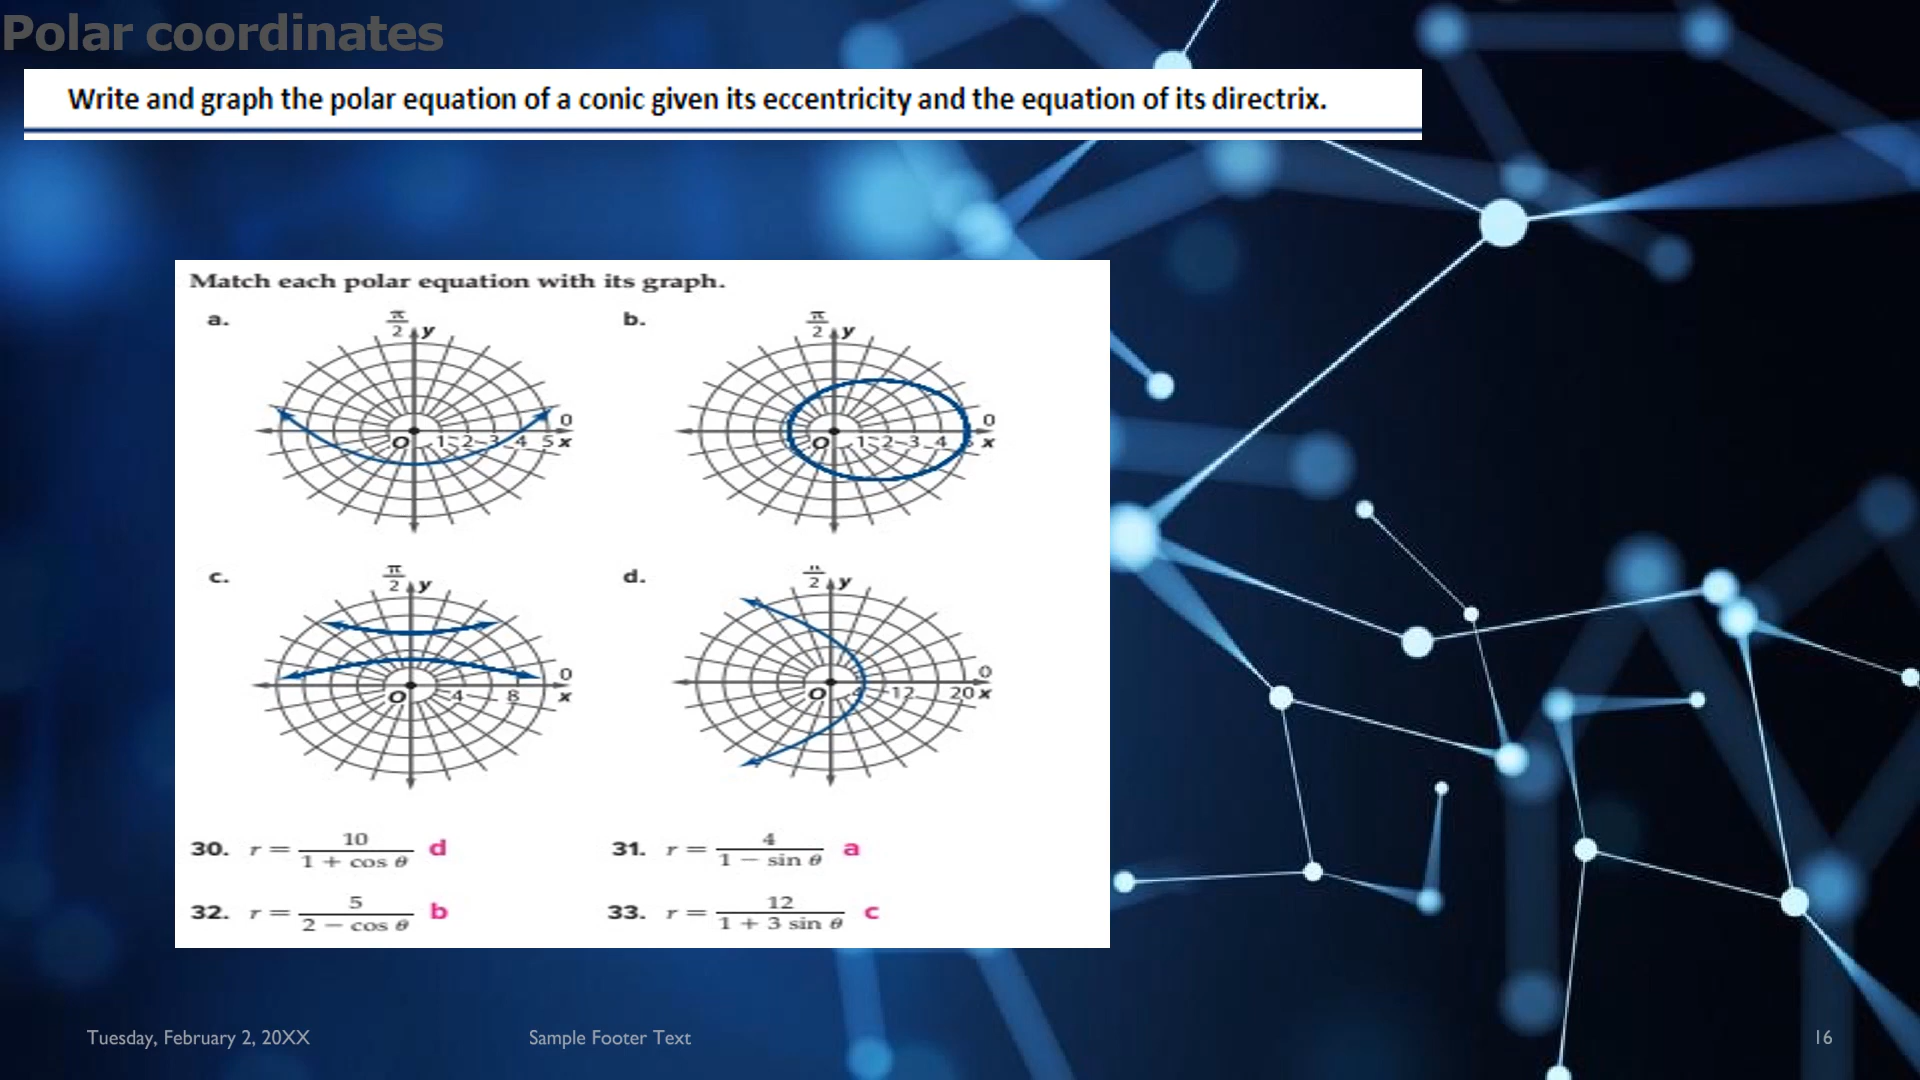 Polar coordinates
Write and graph the polar equation of a conic given its eccentricity and the equation of its directrix.
Match each polar equation with its graph.
a.
π/2 y
0
O 1 2 3 4 5 x
b.
π/2 y
0
O 1 2 3 4 x
c.
π/2 y
0
O 4 8 x
d.
π/2 y
0
O 4 12 20 x
30. r = 10/(1 + cos θ) d
31. r = 4/(1 − sin θ) a
32. r = 5/(2 − cos θ) b
33. r = 12/(1 + 3 sin θ) c
Tuesday, February 2, 20XX
Sample Footer Text
16